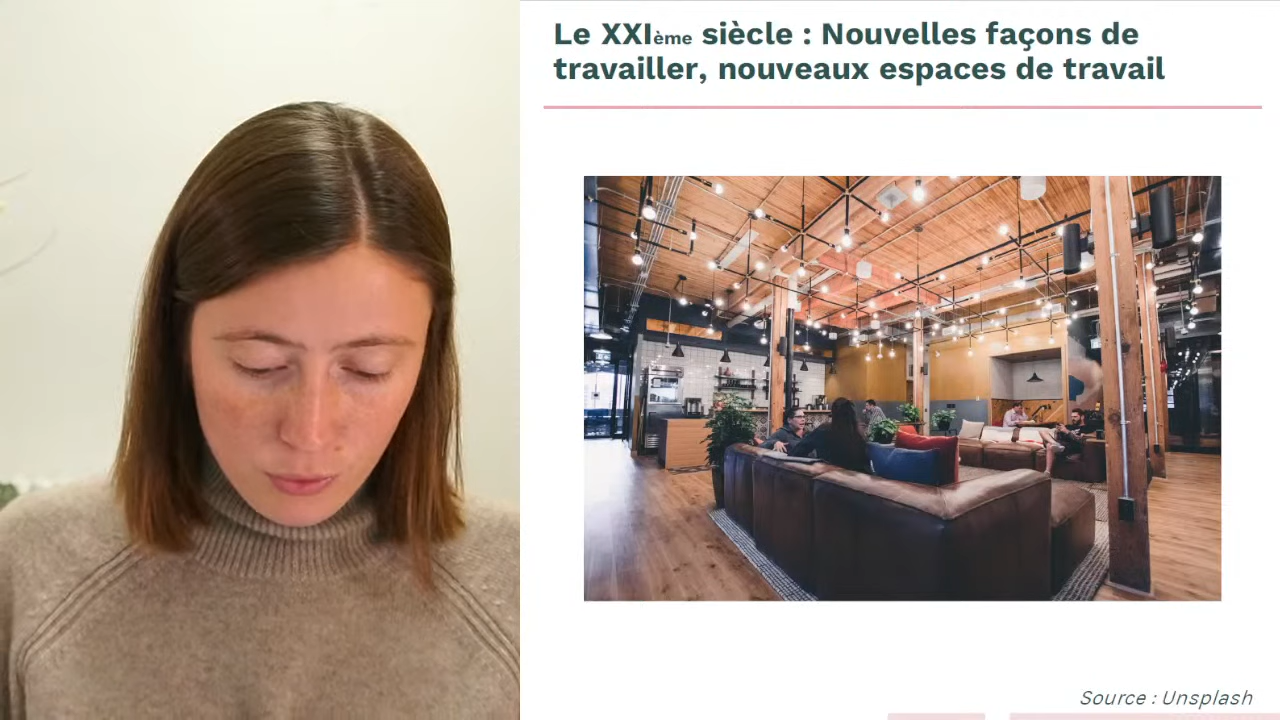 Le XXIème siècle : Nouvelles façons de
travailler, nouveaux espaces de travail
Source : Unsplash